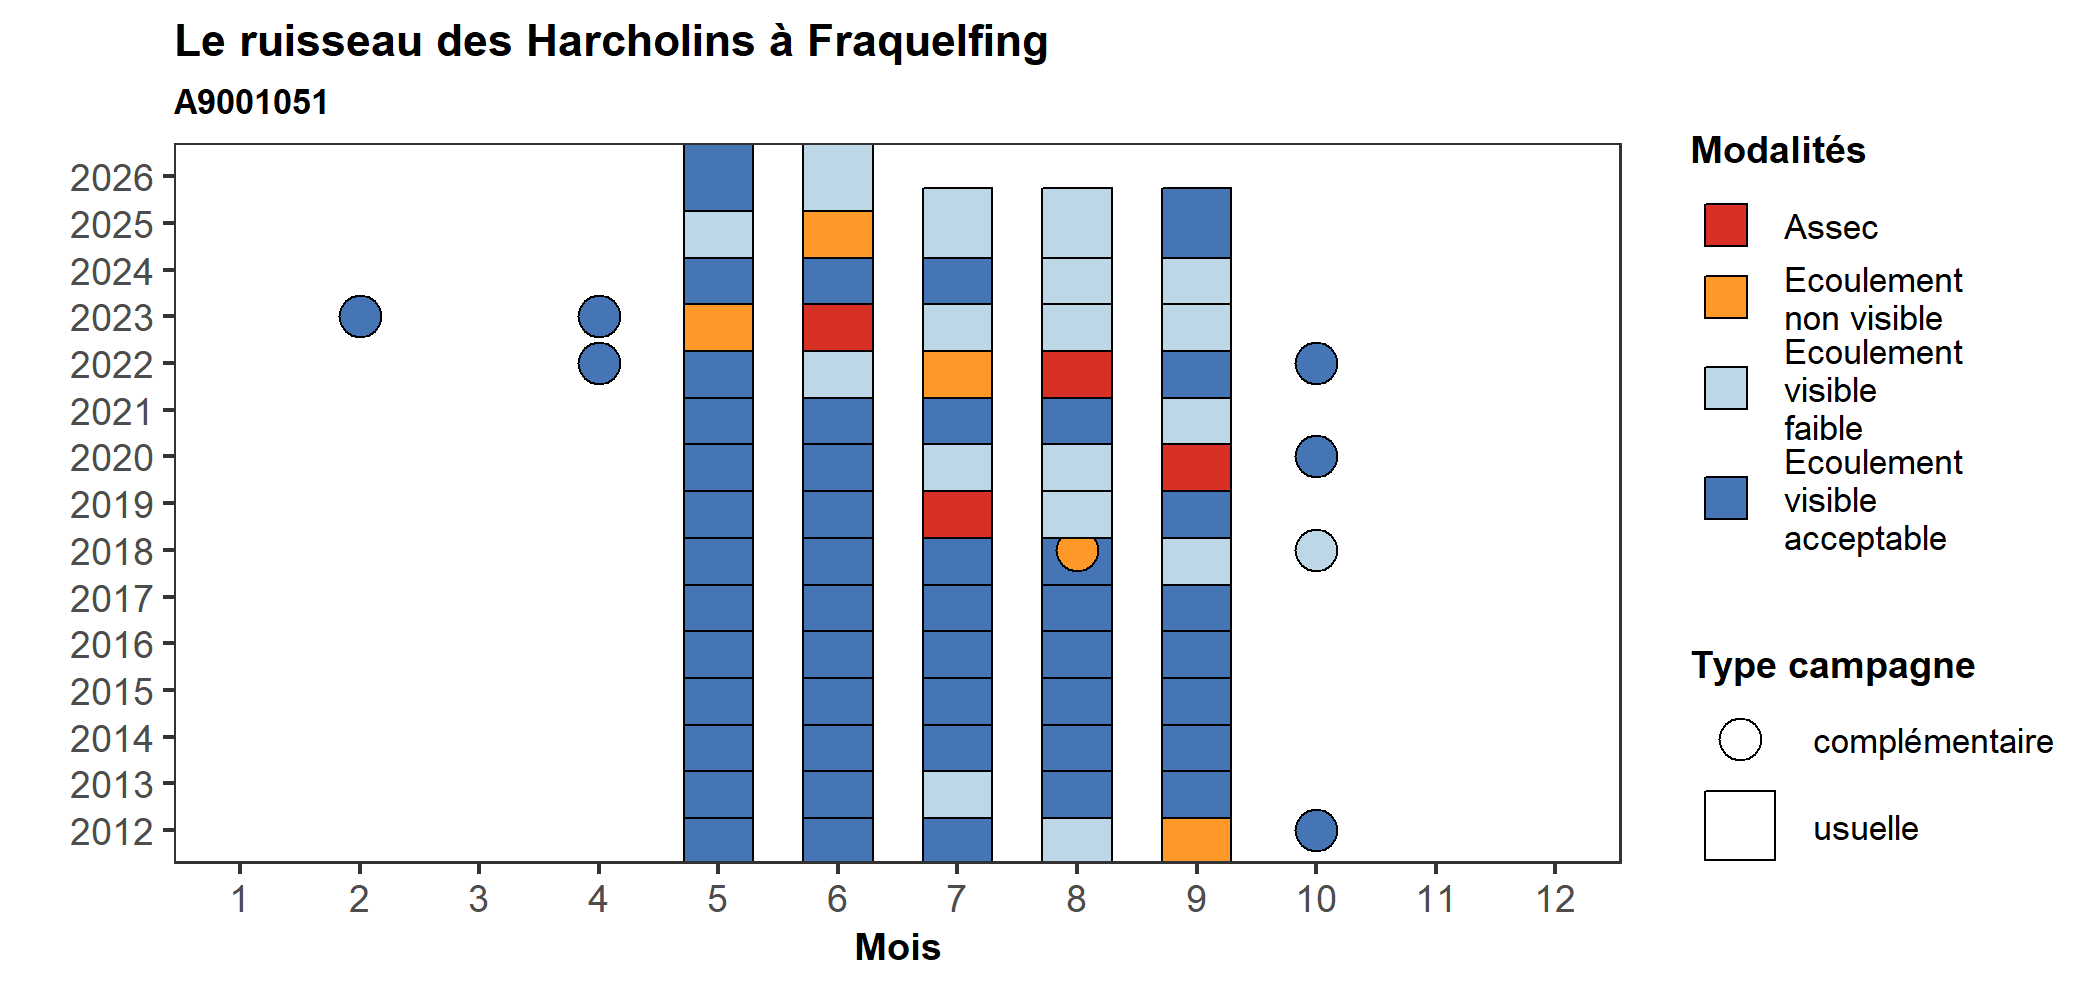 Le ruisseau des Harcholins à Fraquelfing
A9001051
2026
2025
2024
2023
2022
2021
2020
2019
2018
2017
2016
2015
2014
2013
2012
1 2 3 4 5 6 7 8 9 10 11 12
Mois
Modalités
Assec
Ecoulement
non visible
Ecoulement
visible
faible
Ecoulement
visible
acceptable
Type campagne
complémentaire
usuelle